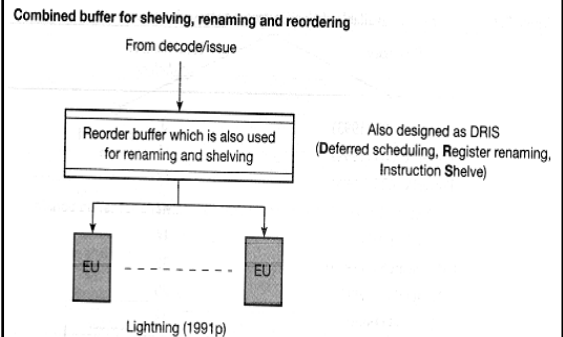 Combined buffer for shelving, renaming and reordering
From decode/issue
Reorder buffer which is also used
for renaming and shelving
Also designed as DRIS
(Deferred scheduling, Register renaming,
Instruction Shelve)
EU
EU
Lightning (1991p)